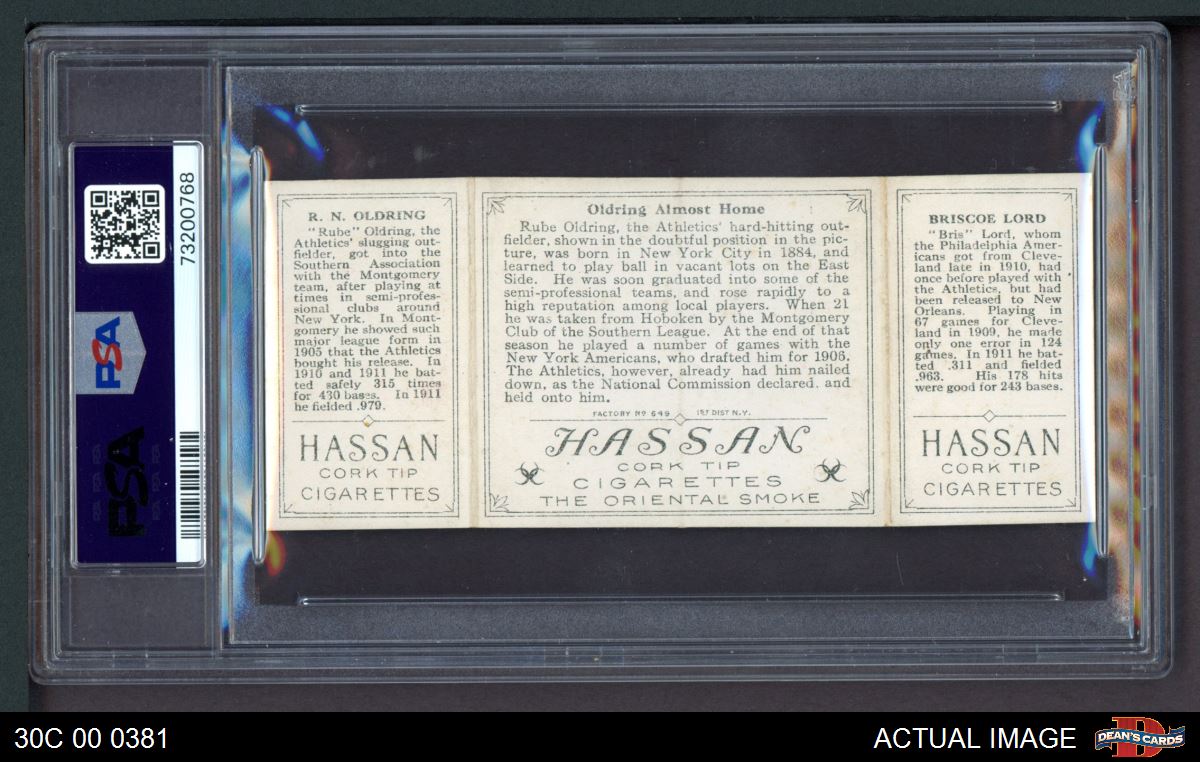 73200768
PSA
PSA
R. N. OLDRING
"Rube" Oldring, the
Athletics' slugging out-
fielder, got into the
Southern Association
with the Montgomery
team, after playing at
times in semi-profes-
sional clubs around
New York. In Mont-
gomery he showed such
major league form in
1905 that the Athletics
bought his release. In
1910 and 1911 he bat-
ted safely 315 times
for 430 bases. In 1911
he fielded .979.
HASSAN
CORK TIP
CIGARETTES
Oldring Almost Home
Rube Oldring, the Athletics' hard-hitting out-
fielder, shown in the doubtful position in the pic-
ture, was born in New York City in 1884, and
learned to play ball in vacant lots on the East
Side. He was soon graduated into some of the
semi-professional teams, and rose rapidly to a
high reputation among local players. When 21
he was taken from Hoboken by the Montgomery
Club of the Southern League. At the end of that
season he played a number of games with the
New York Americans, who drafted him for 1906.
The Athletics, however, already had him nailed
down, as the National Commission declared, and
held onto him.
FACTORY Nº 649 1ST DIST N.Y.
HASSAN
CORK TIP
CIGARETTES
THE ORIENTAL SMOKE
BRISCOE LORD
"Bris" Lord, whom
the Philadelphia Amer-
icans got from Cleve-
land late in 1910, had
once before played with
the Athletics, but had
been released to New
Orleans. Playing in
67 games for Cleve-
land in 1909, he made
only one error in 124
games. In 1911 he bat-
ted .311 and fielded
.963. His 178 hits
were good for 243 bases.
HASSAN
CORK TIP
CIGARETTES
30C 00 0381
ACTUAL IMAGE
DEAN'S CARDS